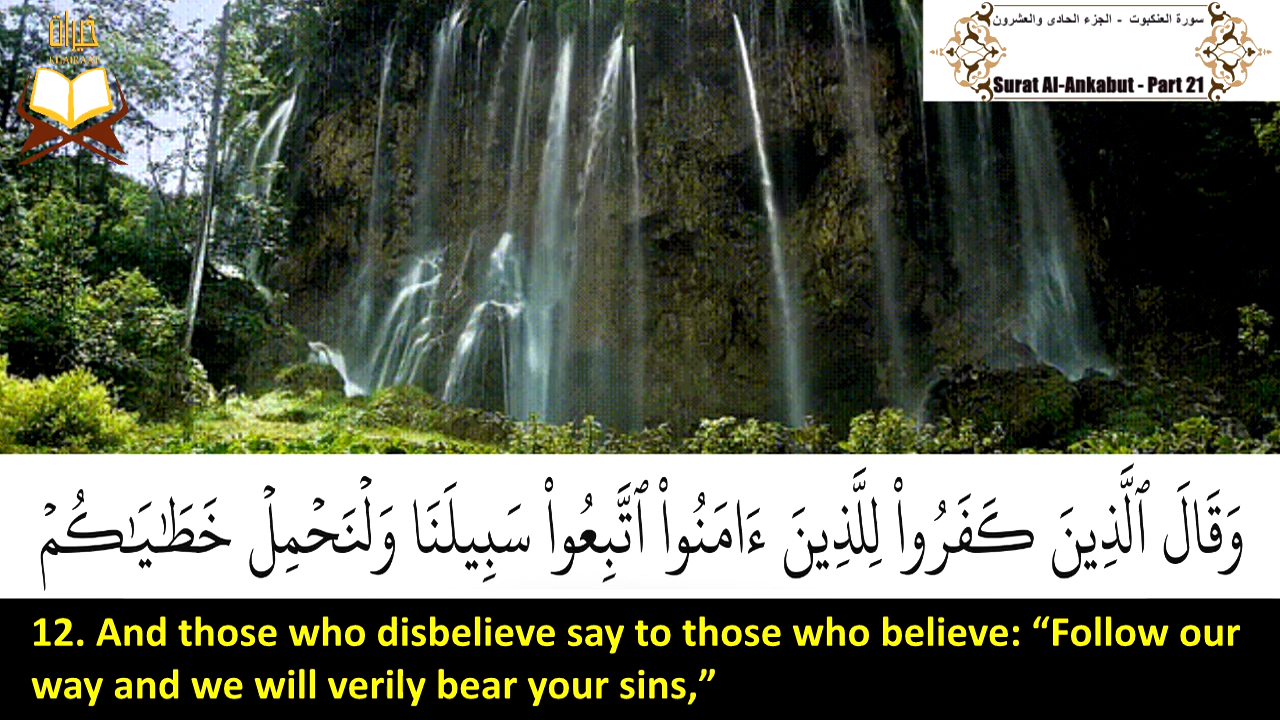 خيرات
KHAIRAAT
سورة العنكبوت - الجزء الحادى والعشرون
Surat Al-Ankabut - Part 21
وَقَالَ ٱلَّذِينَ كَفَرُواْ لِلَّذِينَ ءَامَنُواْ ٱتَّبِعُواْ سَبِيلَنَا وَلْنَحْمِلْ خَطَٰيَٰكُمْ
12. And those who disbelieve say to those who believe: “Follow our
way and we will verily bear your sins,”